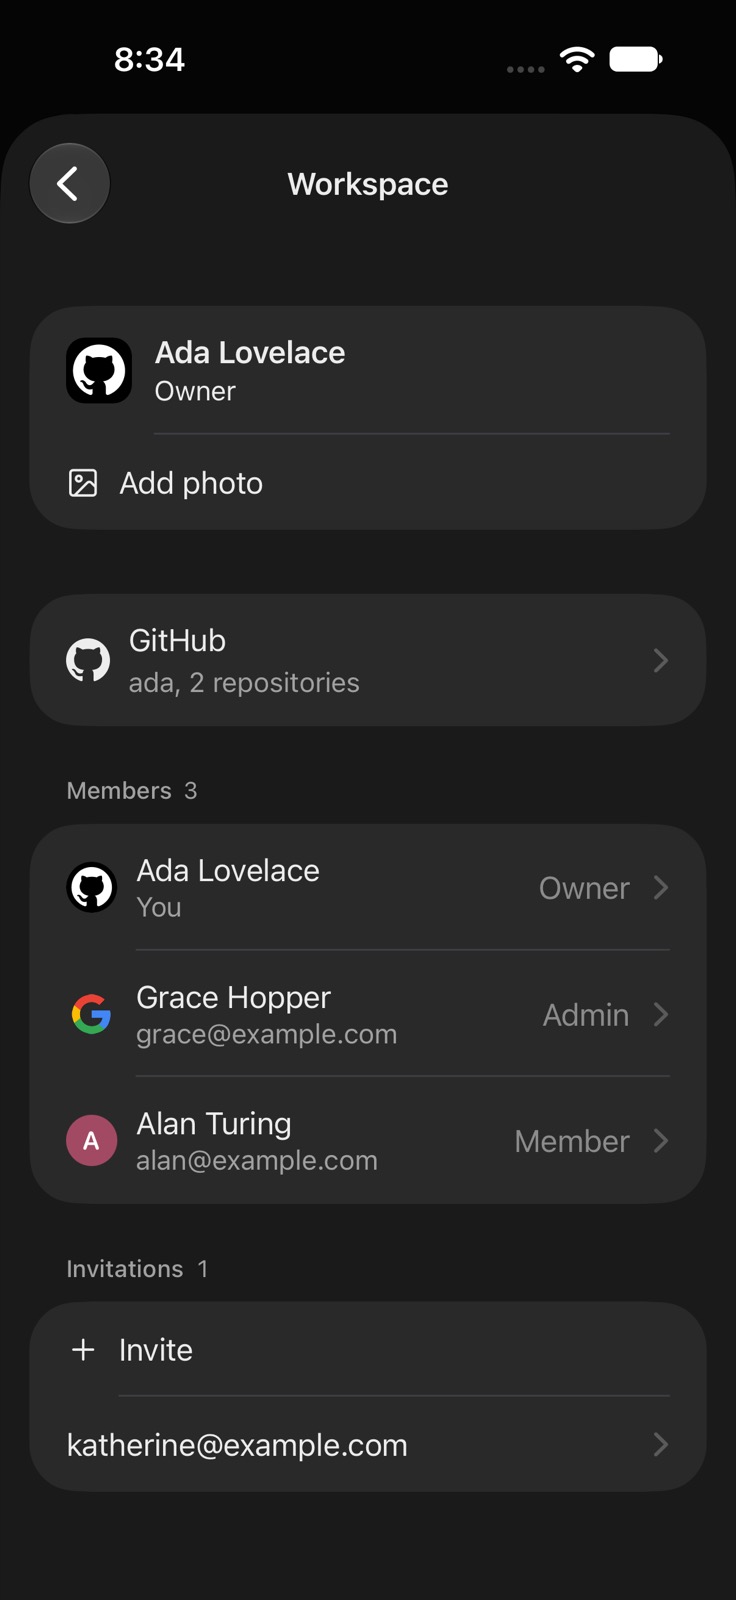 8:34
Workspace
Ada Lovelace
Owner
Add photo
GitHub
ada, 2 repositories
Members 3
Ada Lovelace
You
Owner
Grace Hopper
grace@example.com
Admin
A
Alan Turing
alan@example.com
Member
Invitations 1
Invite
katherine@example.com